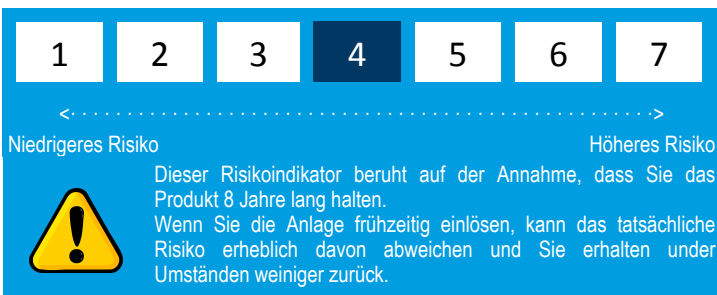 1 2 3 4 5 6 7
<· · · · · · · · · · · · · · · · · · · · · · · · · · · · · · · · · · · · · · · · · · · · · · · · · · · ·>
Niedrigeres Risiko Höheres Risiko
Dieser Risikoindikator beruht auf der Annahme, dass Sie das
Produkt 8 Jahre lang halten.
Wenn Sie die Anlage frühzeitig einlösen, kann das tatsächliche
Risiko erheblich davon abweichen und Sie erhalten under
Umständen weiniger zurück.